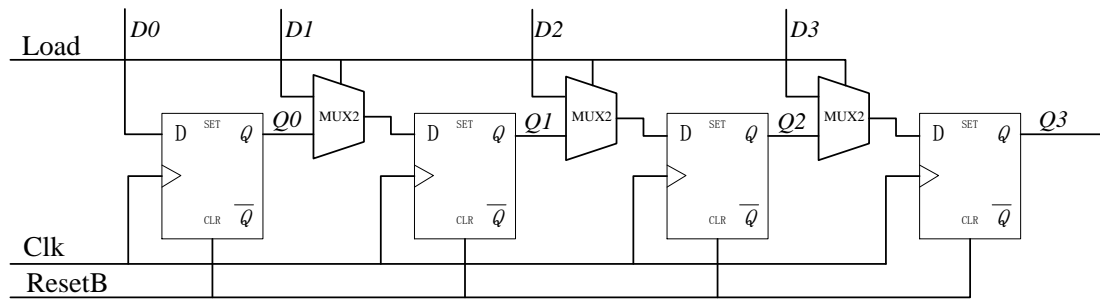 D0 D1 D2 D3
Load
MUX2 MUX2 MUX2
D SET Q Q0 D SET Q Q1 D SET Q Q2 D SET Q Q3
CLR Q CLR Q CLR Q CLR Q
Clk
ResetB